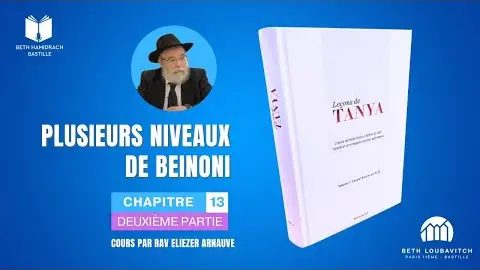 BETH HAMIDRACH
BASTILLE
PLUSIEURS NIVEAUX
DE BEINONI
CHAPITRE 13
DEUXIÈME PARTIE
COURS PAR RAV ELIEZER ARNAUVE
Leçons de
TANYA
TANYA
BETH LOUBAVITCH
PARIS 11ÈME - BASTILLE